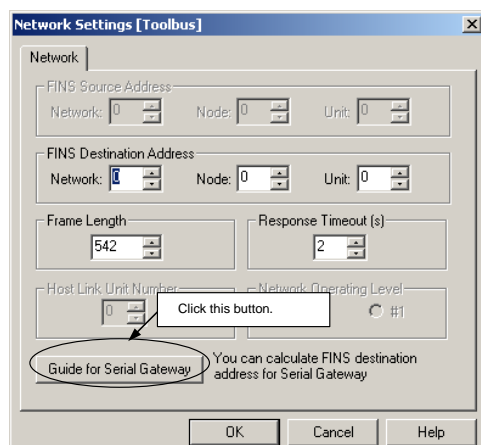 Network Settings [Toolbus]
Network
FINS Source Address
Network: 0 Node: 0 Unit: 0
FINS Destination Address
Network: 0 Node: 0 Unit: 0
Frame Length
542
Response Timeout (s)
2
Host Link Unit Number
0
Network Operating Level
#1
Click this button.
Guide for Serial Gateway
You can calculate FINS destination
address for Serial Gateway
OK Cancel Help